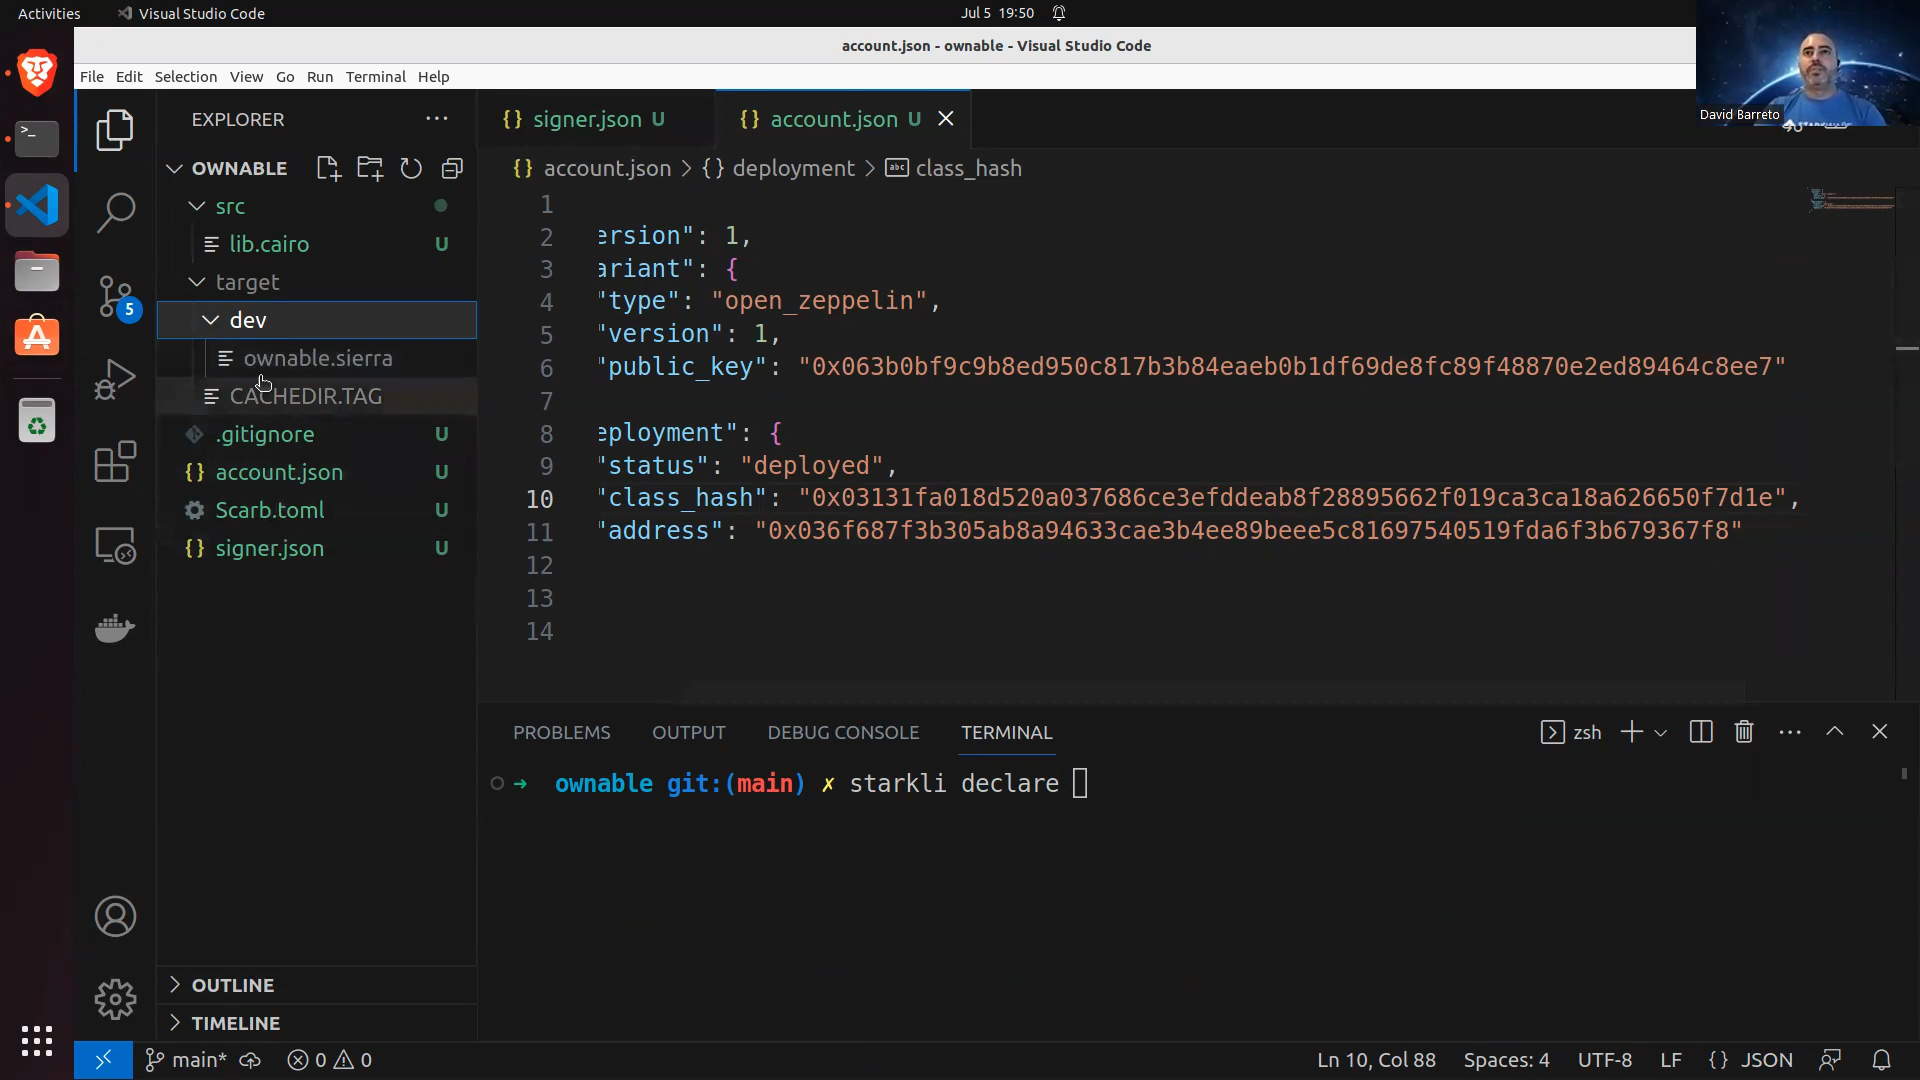 Activities
Visual Studio Code
Jul 5 19:50
account.json - ownable - Visual Studio Code
File Edit Selection View Go Run Terminal Help
David Barreto
EXPLORER
OWNABLE
src
lib.cairo U
target
dev
ownable.sierra
CACHEDIR.TAG
.gitignore U
account.json U
Scarb.toml U
signer.json U
OUTLINE
TIMELINE
5
{} signer.json U
{} account.json U
{} account.json > {} deployment > abc class_hash
1
2 ersion": 1,
3 ariant": {
4 "type": "open_zeppelin",
5 "version": 1,
6 "public_key": "0x063b0bf9c9b8ed950c817b3b84eaeb0b1df69de8fc89f48870e2ed89464c8ee7"
7
8 eployment": {
9 "status": "deployed",
10 "class_hash": "0x03131fa018d520a037686ce3efddeab8f28895662f019ca3ca18a626650f7d1e",
11 "address": "0x036f687f3b305ab8a94633cae3b4ee89beee5c81697540519fda6f3b679367f8"
12
13
14
PROBLEMS OUTPUT DEBUG CONSOLE TERMINAL
zsh
→ ownable git:(main) ✗ starkli declare
main* 0 0
Ln 10, Col 88 Spaces: 4 UTF-8 LF {} JSON